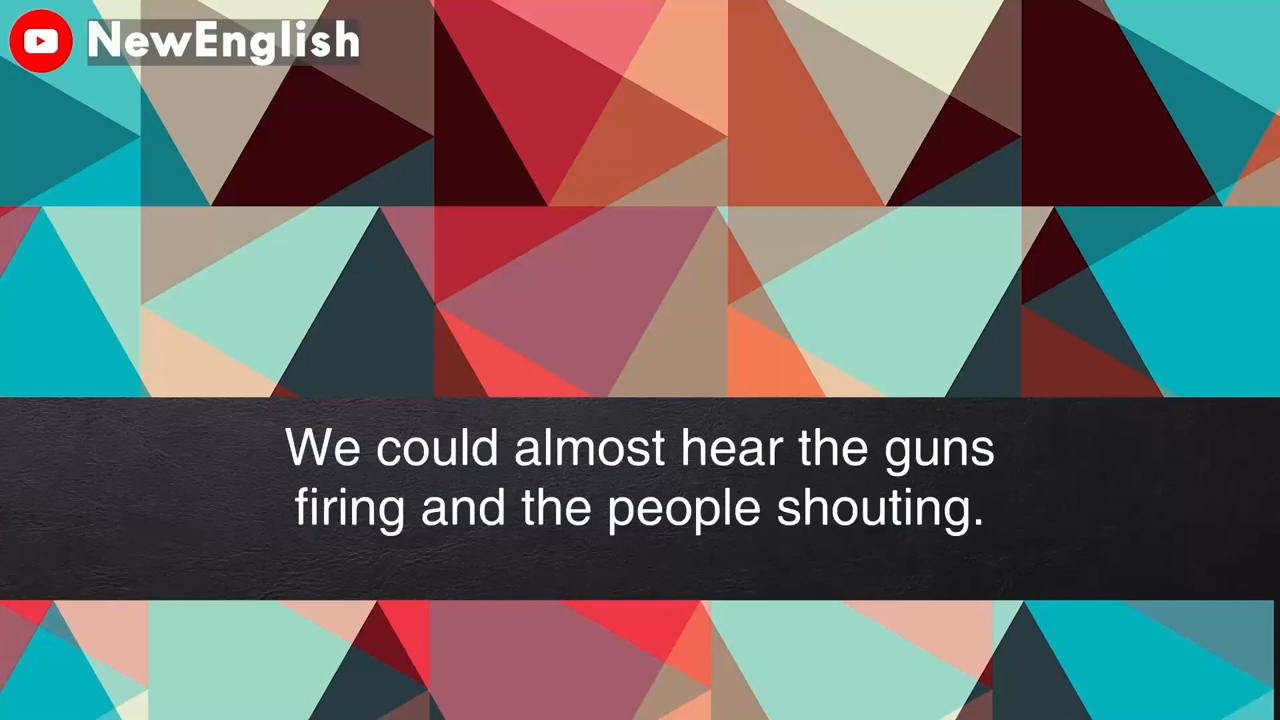 NewEnglish
We could almost hear the guns
firing and the people shouting.